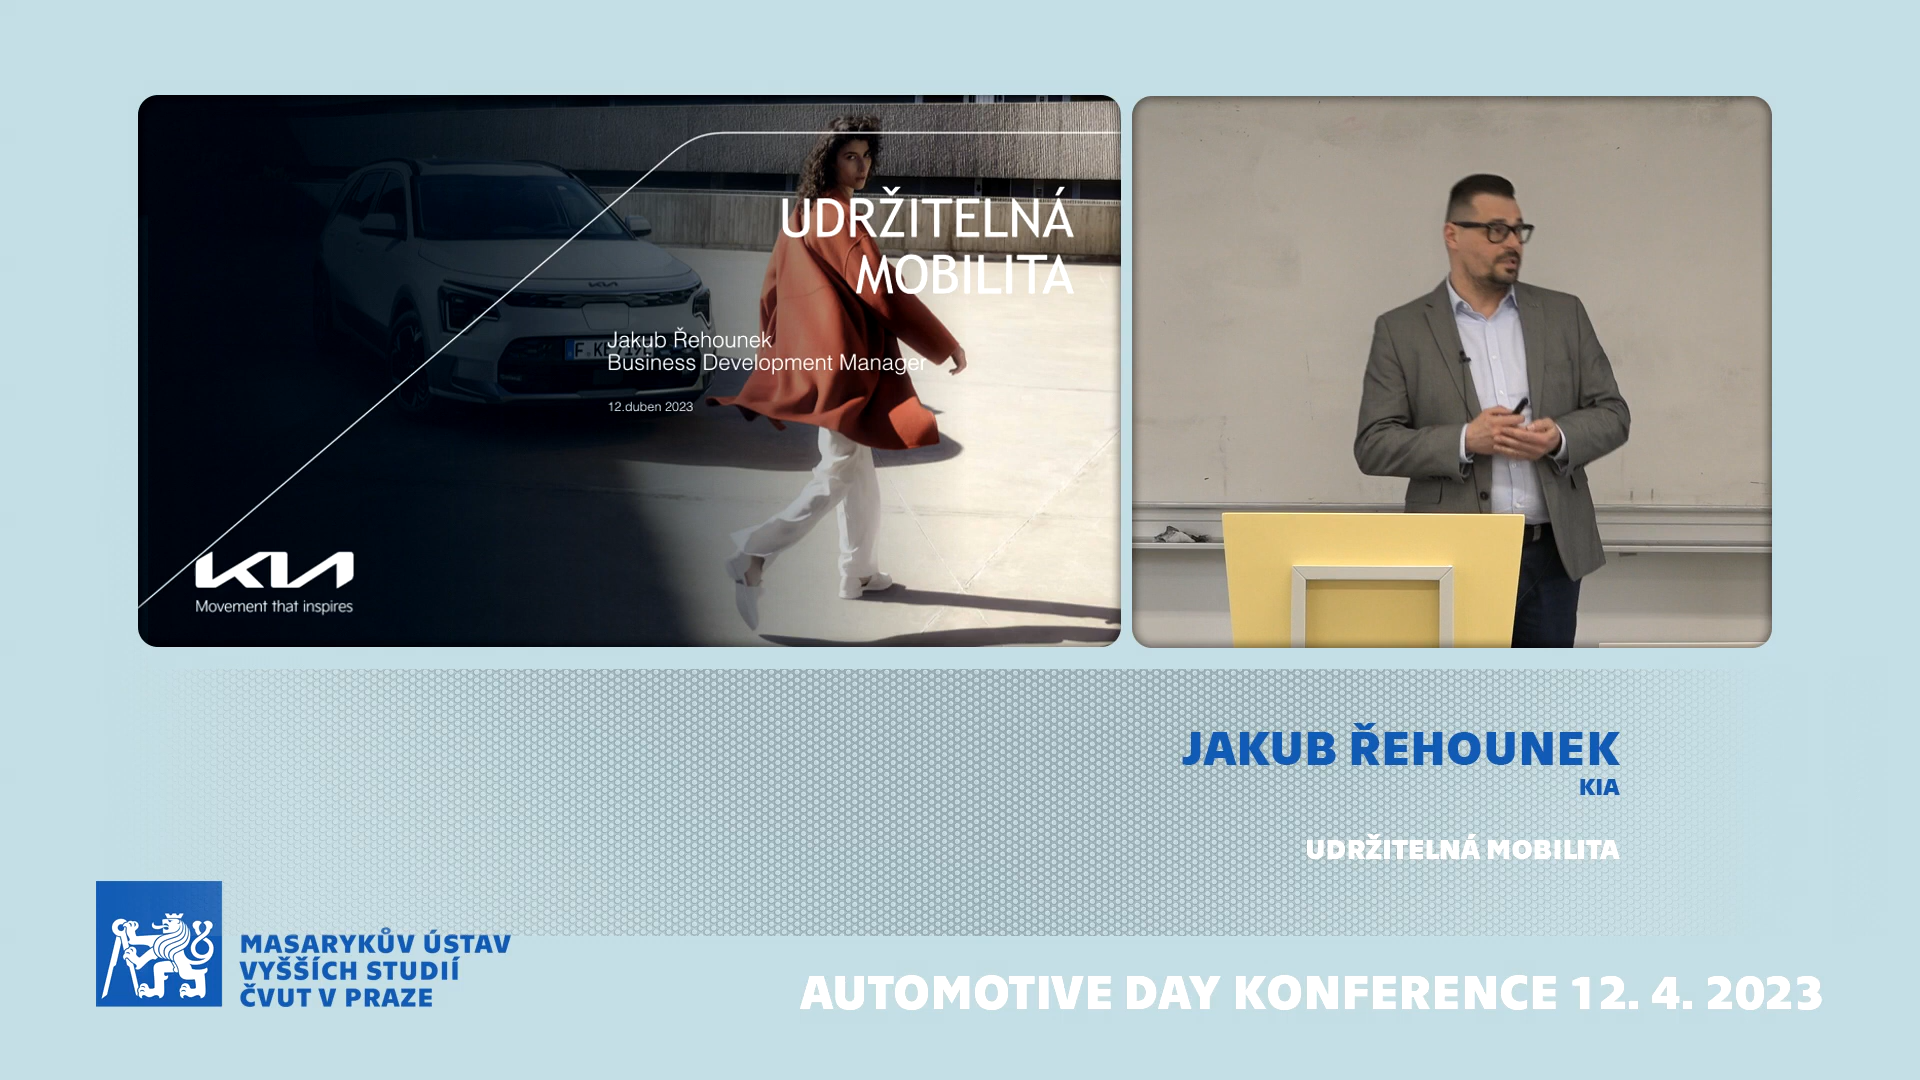 UDRŽITELNÁ
MOBILITA
Jakub Řehounek
Business Development Manager
12.duben 2023
KIA
Movement that inspires
JAKUB ŘEHOUNEK
KIA
UDRŽITELNÁ MOBILITA
MASARYKŮV ÚSTAV
VYŠŠÍCH STUDIÍ
ČVUT V PRAZE
AUTOMOTIVE DAY KONFERENCE 12. 4. 2023